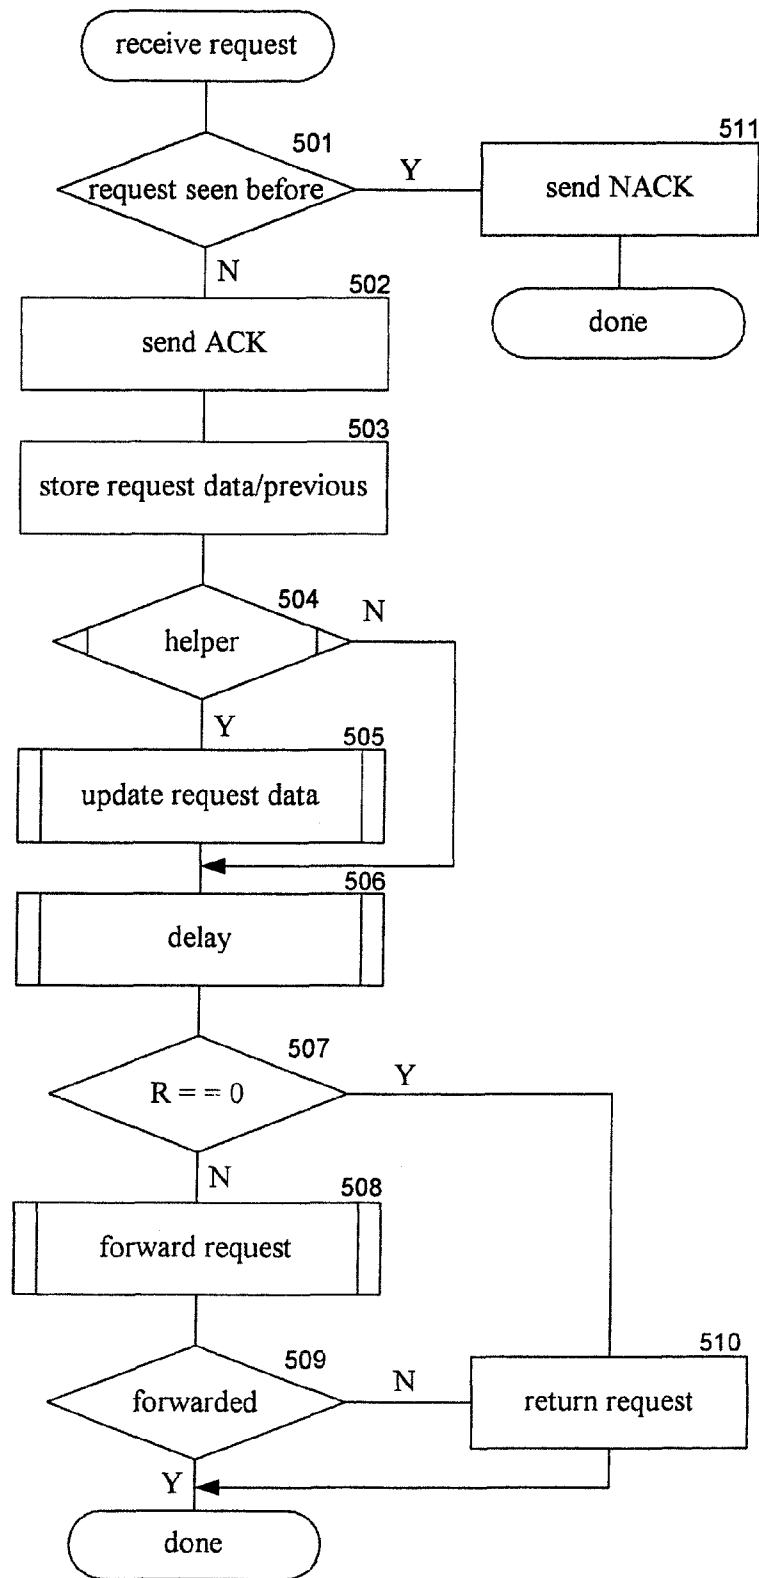 receive request
501
request seen before
Y
511
send NACK
N
502
send ACK
done
503
store request data/previous
504
helper
N
Y
505
update request data
506
delay
507
R = = 0
Y
N
508
forward request
509
forwarded
N
510
return request
Y
done